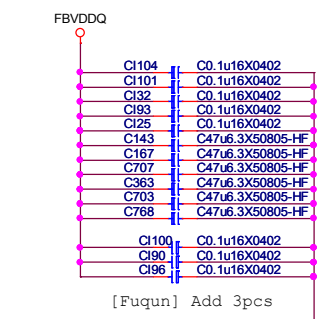 FBVDDQ
CI104 C0.1u16X0402
CI101 C0.1u16X0402
CI32 C0.1u16X0402
CI93 C0.1u16X0402
CI25 C0.1u16X0402
C143 C47u6.3X50805-HF
C167 C47u6.3X50805-HF
C707 C47u6.3X50805-HF
C363 C47u6.3X50805-HF
C703 C47u6.3X50805-HF
C768 C47u6.3X50805-HF
CI100 C0.1u16X0402
CI90 C0.1u16X0402
CI96 C0.1u16X0402
[Fuqun] Add 3pcs